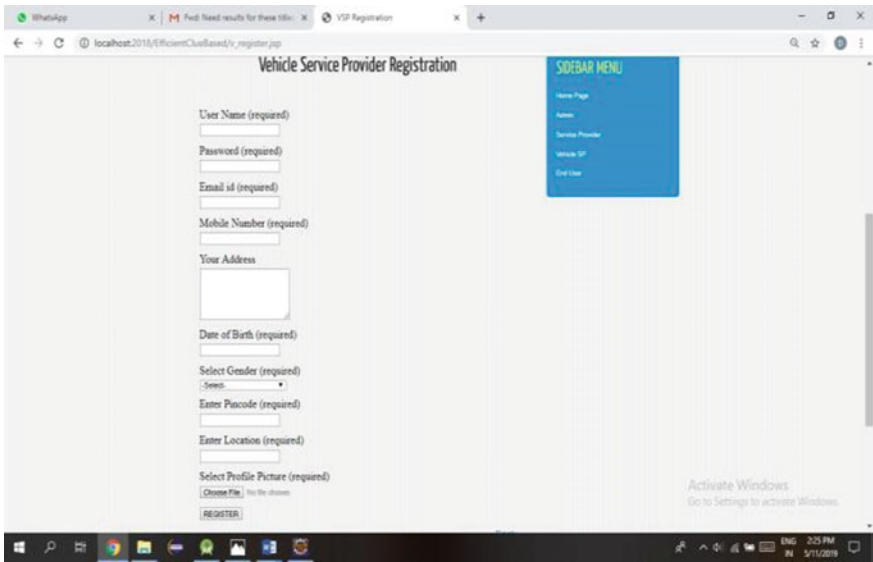 WhatsApp
Fwd: Need results for these title
VSP Registration
localhost:2018/EfficientClueBased/v_register.jsp
Vehicle Service Provider Registration
SIDEBAR MENU
Home Page
Admin
Service Provider
Vehicle SP
End User
User Name (required)
Password (required)
Email id (required)
Mobile Number (required)
Your Address
Date of Birth (required)
Select Gender (required)
-Select-
Enter Pincode (required)
Enter Location (required)
Select Profile Picture (required)
Choose File No file chosen
REGISTER
Activate Windows
Go to Settings to activate Windows.
ENG 2:25 PM
IN 5/11/2019